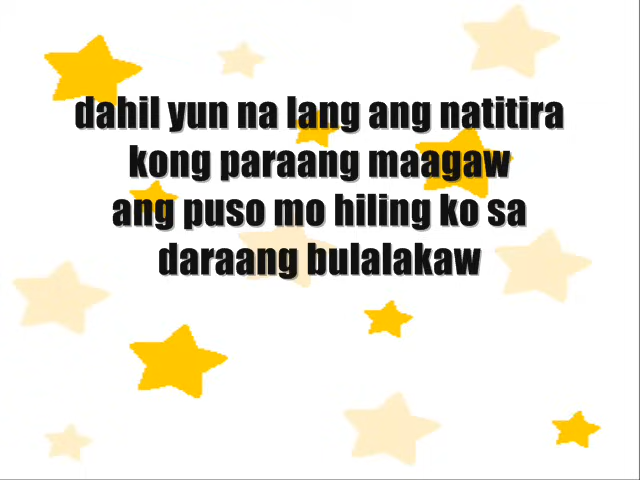 dahil yun na lang ang natitira
kong paraang maagaw
ang puso mo hiling ko sa
daraang bulalakaw